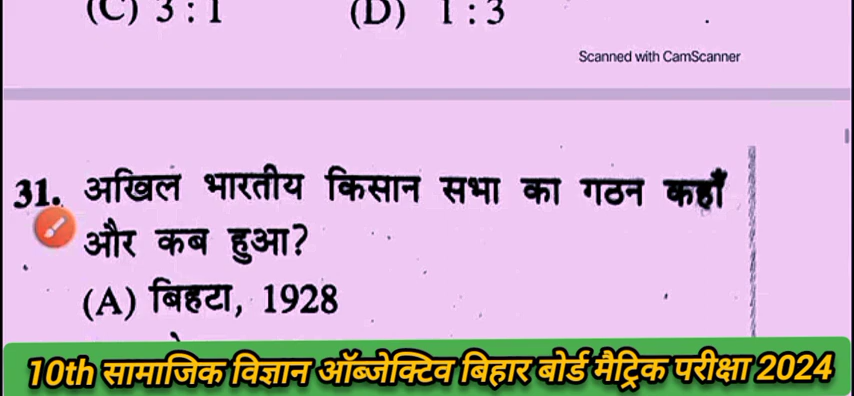 (C) 3 : 1 (D) 1 : 3
Scanned with CamScanner
31. अखिल भारतीय किसान सभा का गठन कहाँ
और कब हुआ?
(A) बिहटा, 1928
10th सामाजिक विज्ञान ऑब्जेक्टिव बिहार बोर्ड मैट्रिक परीक्षा 2024